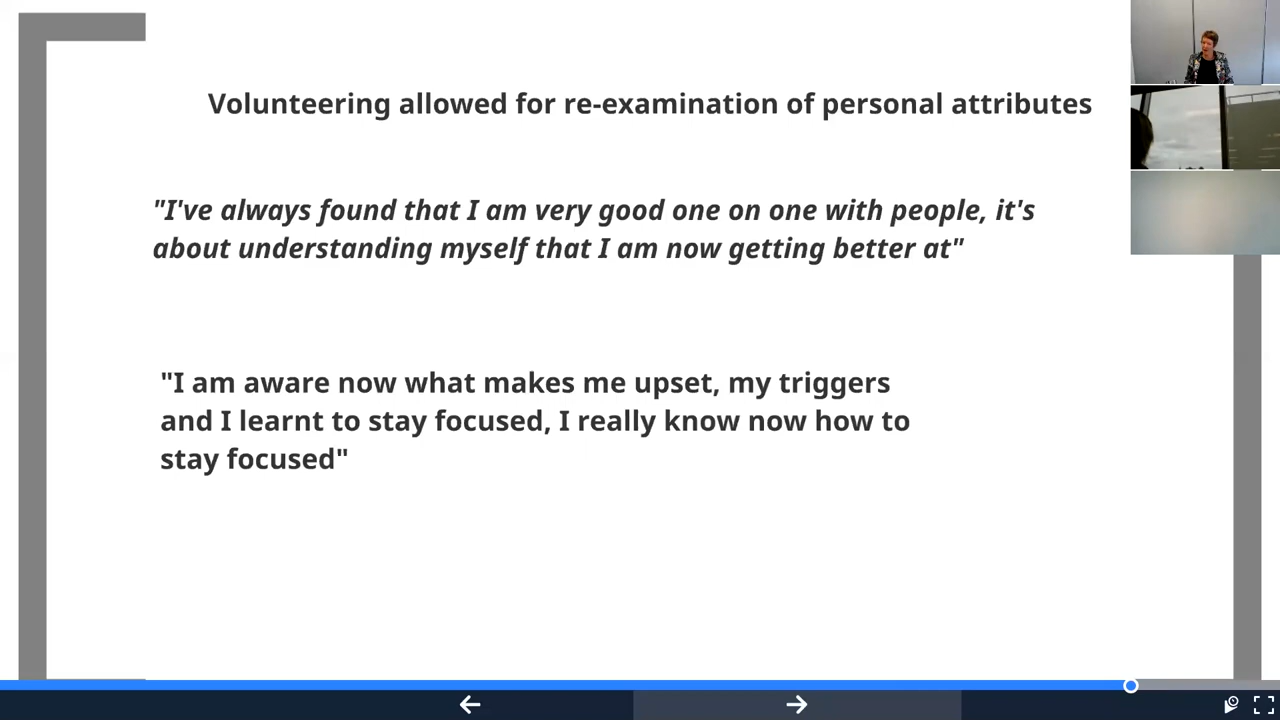 Volunteering allowed for re-examination of personal attributes
"I've always found that I am very good one on one with people, it's
about understanding myself that I am now getting better at"
"I am aware now what makes me upset, my triggers
and I learnt to stay focused, I really know now how to
stay focused"